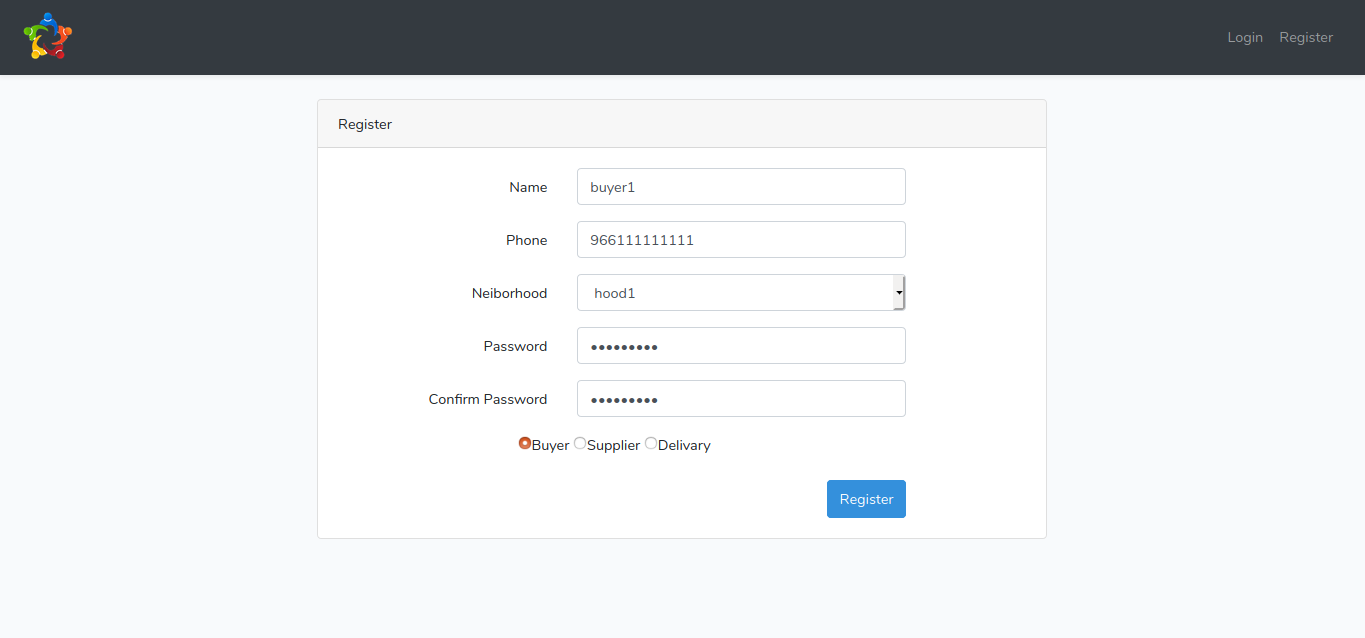 Login Register
Register
Name buyer1
Phone 966111111111
Neiborhood hood1
Password •••••••••
Confirm Password •••••••••
Buyer Supplier Delivary
Register